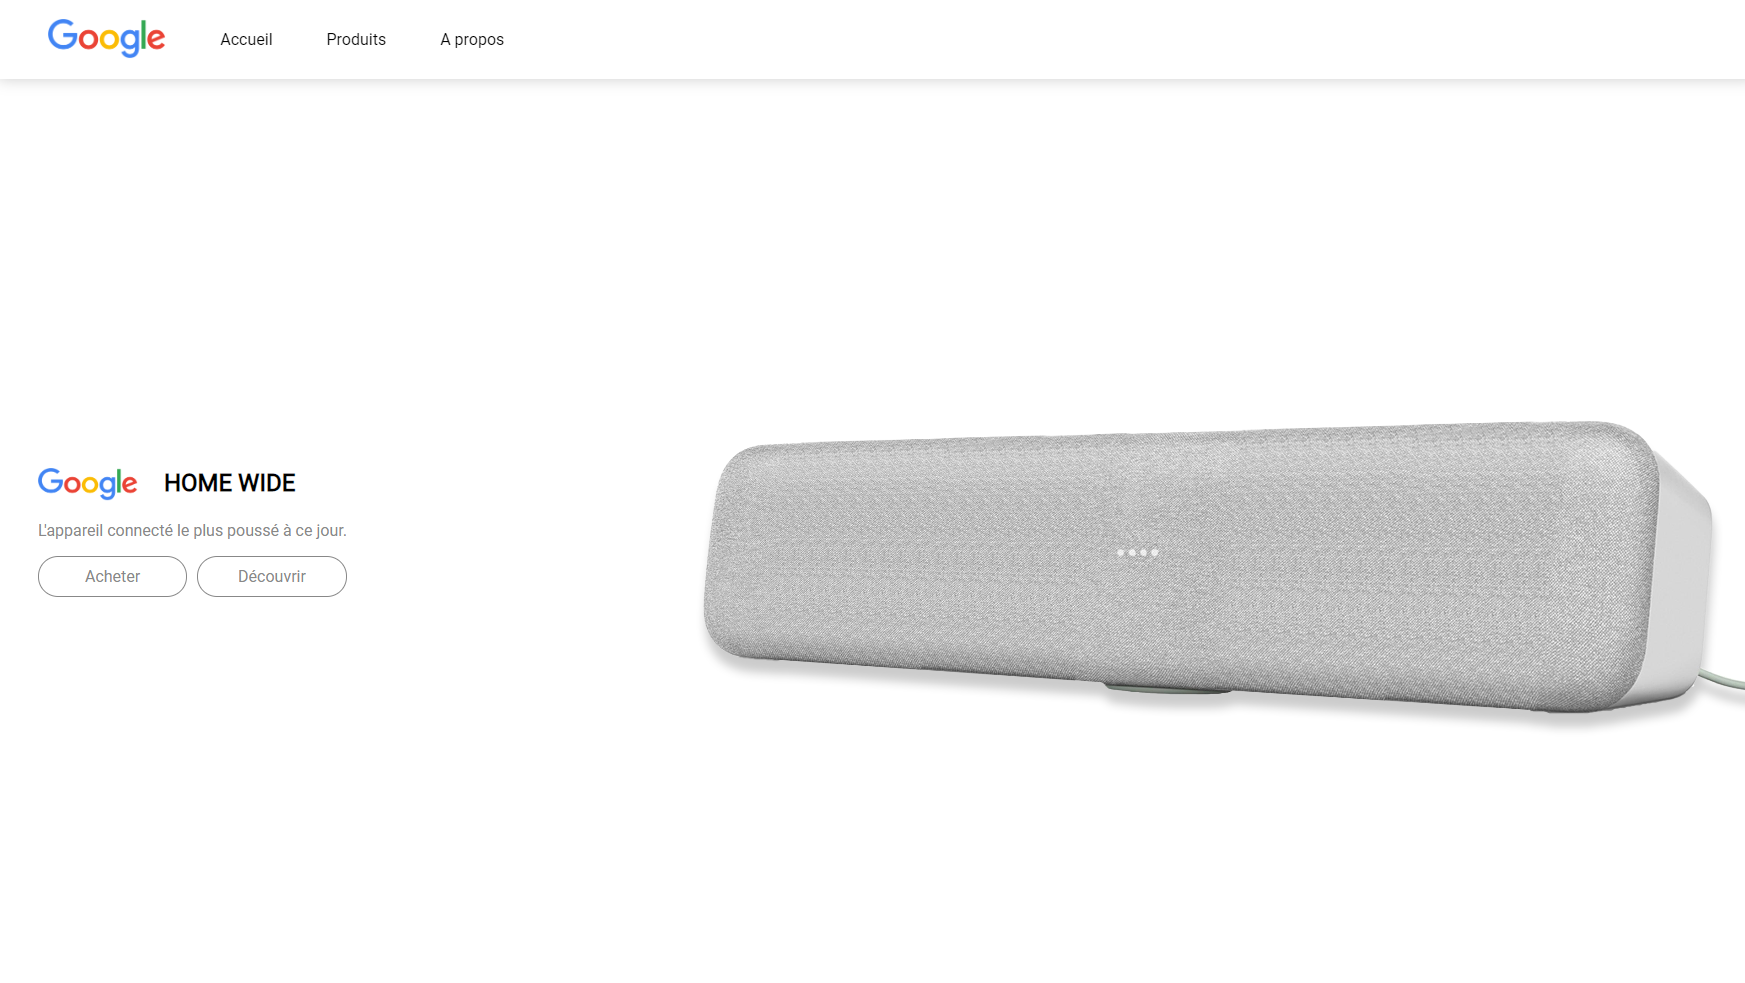 Google Accueil Produits A propos
Google HOME WIDE
L'appareil connecté le plus poussé à ce jour.
Acheter Découvrir